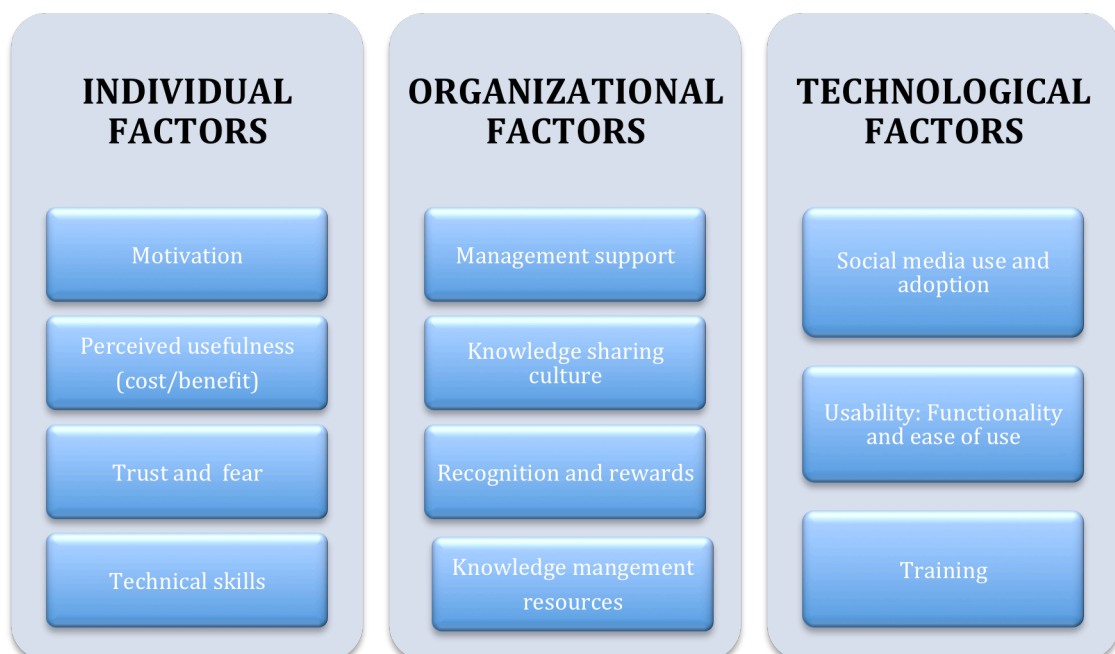 INDIVIDUAL
FACTORS
Motivation
Perceived usefulness
(cost/benefit)
Trust and  fear
Technical skills
ORGANIZATIONAL
FACTORS
Management support
Knowledge sharing
culture
Recognition and rewards
Knowledge mangement
resources
TECHNOLOGICAL
FACTORS
Social media use and
adoption
Usability: Functionality
and ease of use
Training